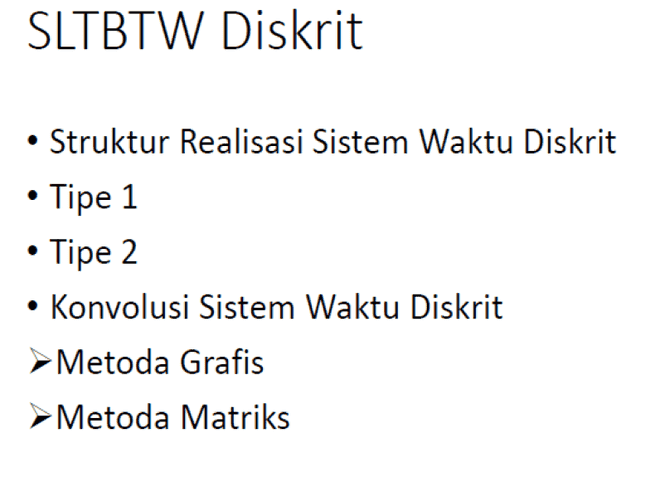 SLTBTW Diskrit
• Struktur Realisasi Sistem Waktu Diskrit
• Tipe 1
• Tipe 2
• Konvolusi Sistem Waktu Diskrit
➢Metoda Grafis
➢Metoda Matriks